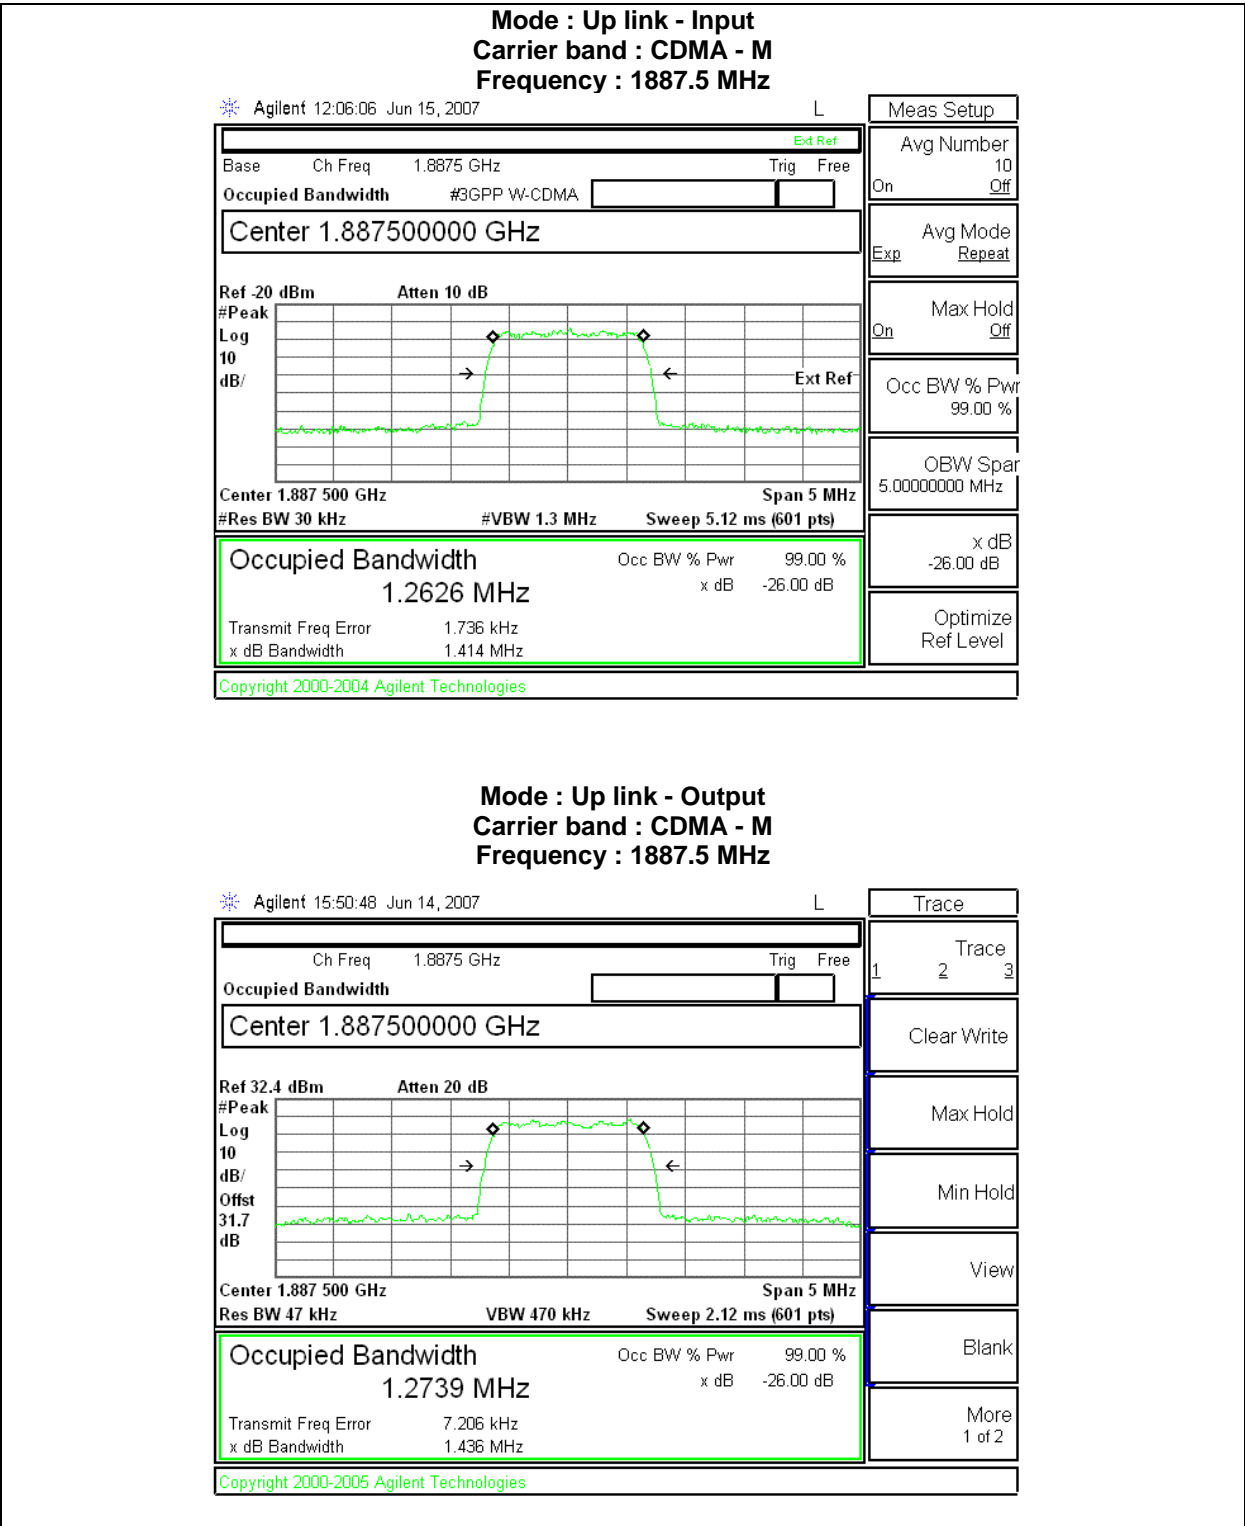 Mode : Up link - Input
Carrier band : CDMA - M
Frequency : 1887.5 MHz
Agilent 12:06:06 Jun 15, 2007 L
Meas Setup
Ext Ref
Base Ch Freq 1.8875 GHz Trig Free
Occupied Bandwidth #3GPP W-CDMA
Center 1.887500000 GHz
Ref -20 dBm Atten 10 dB
#Peak
Log
10
dB/
Ext Ref
Center 1.887 500 GHz Span 5 MHz
#Res BW 30 kHz #VBW 1.3 MHz Sweep 5.12 ms (601 pts)
Occupied Bandwidth Occ BW % Pwr 99.00 %
1.2626 MHz x dB -26.00 dB
Transmit Freq Error 1.736 kHz
x dB Bandwidth 1.414 MHz
Copyright 2000-2004 Agilent Technologies
Avg Number
10
On Off
Avg Mode
Exp Repeat
Max Hold
On Off
Occ BW % Pwr
99.00 %
OBW Span
5.00000000 MHz
x dB
-26.00 dB
Optimize
Ref Level
Mode : Up link - Output
Carrier band : CDMA - M
Frequency : 1887.5 MHz
Agilent 15:50:48 Jun 14, 2007 L
Trace
Ch Freq 1.8875 GHz Trig Free
Occupied Bandwidth
Center 1.887500000 GHz
Ref 32.4 dBm Atten 20 dB
#Peak
Log
10
dB/
Offst
31.7
dB
Center 1.887 500 GHz Span 5 MHz
Res BW 47 kHz VBW 470 kHz Sweep 2.12 ms (601 pts)
Occupied Bandwidth Occ BW % Pwr 99.00 %
1.2739 MHz x dB -26.00 dB
Transmit Freq Error 7.206 kHz
x dB Bandwidth 1.436 MHz
Copyright 2000-2005 Agilent Technologies
Trace
1 2 3
Clear Write
Max Hold
Min Hold
View
Blank
More
1 of 2